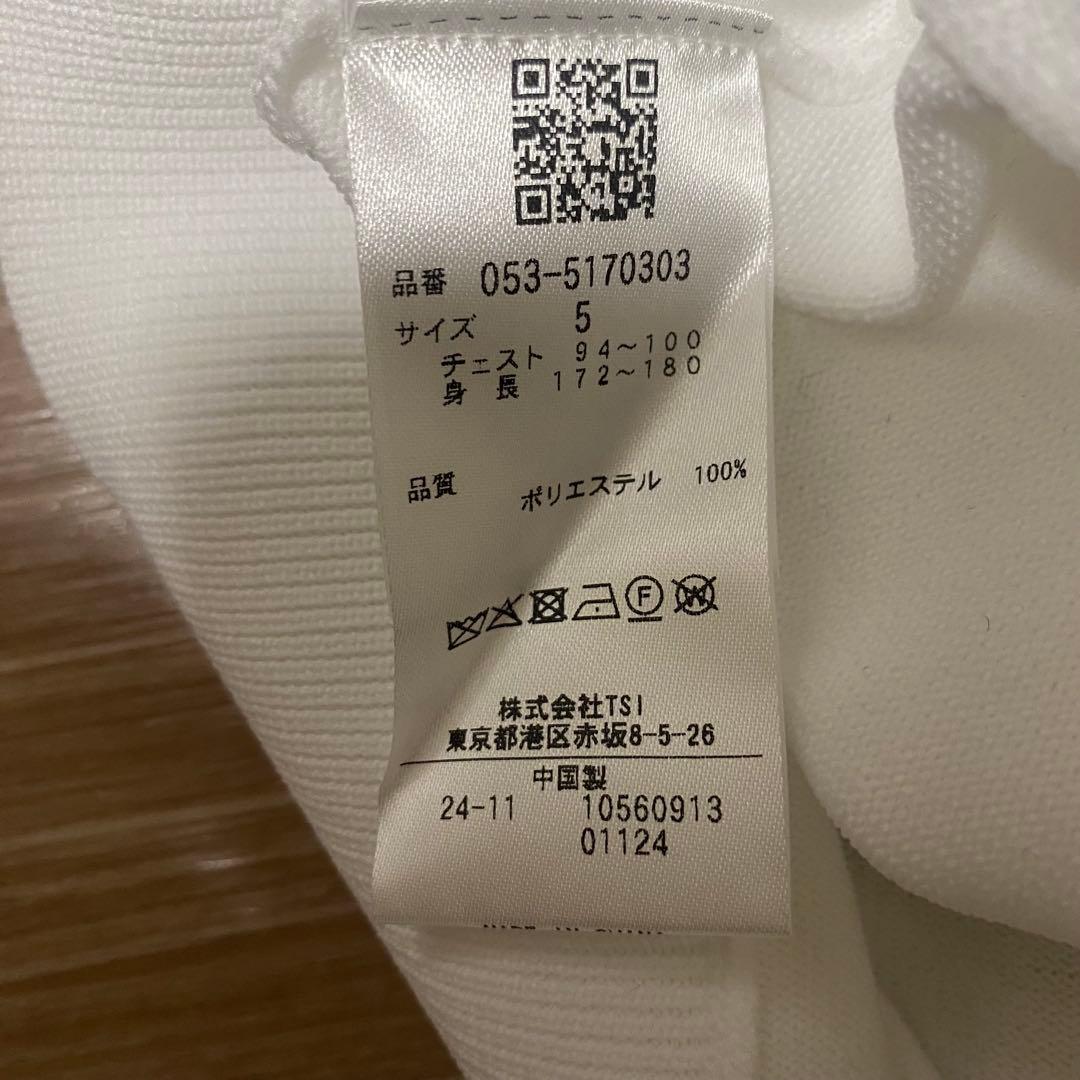 品番 053-5170303
サイズ 5
チェスト 94～100
身長 172～180
品質 ポリエステル 100%
F
W
株式会社TSI
東京都港区赤坂8-5-26
中国製
24-11 10560913
01124